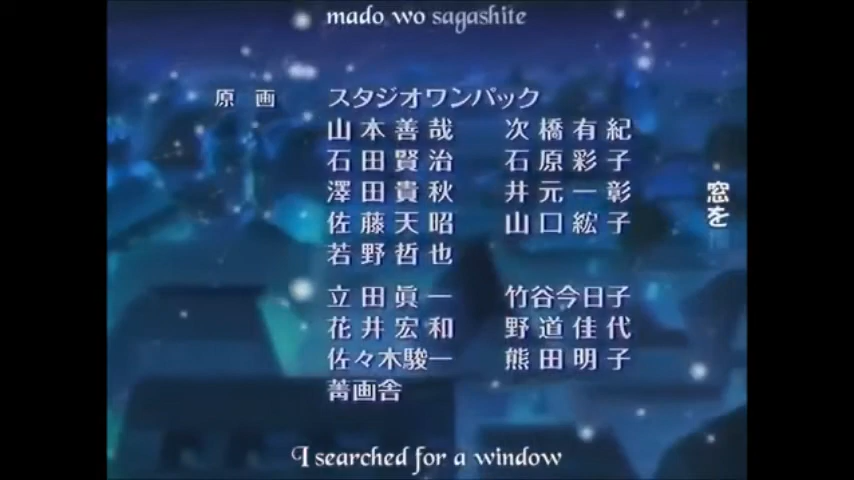 mado wo sagashite
原画 スタジオワンパック
山本善哉 次橋有紀
石田賢治 石原彩子
澤田貴秋 井元一彰
佐藤天昭 山口紘子
若野哲也
立田眞一 竹谷今日子
花井宏和 野道佳代
佐々木駿一 熊田明子
菁画舎
窓を
I searched for a window